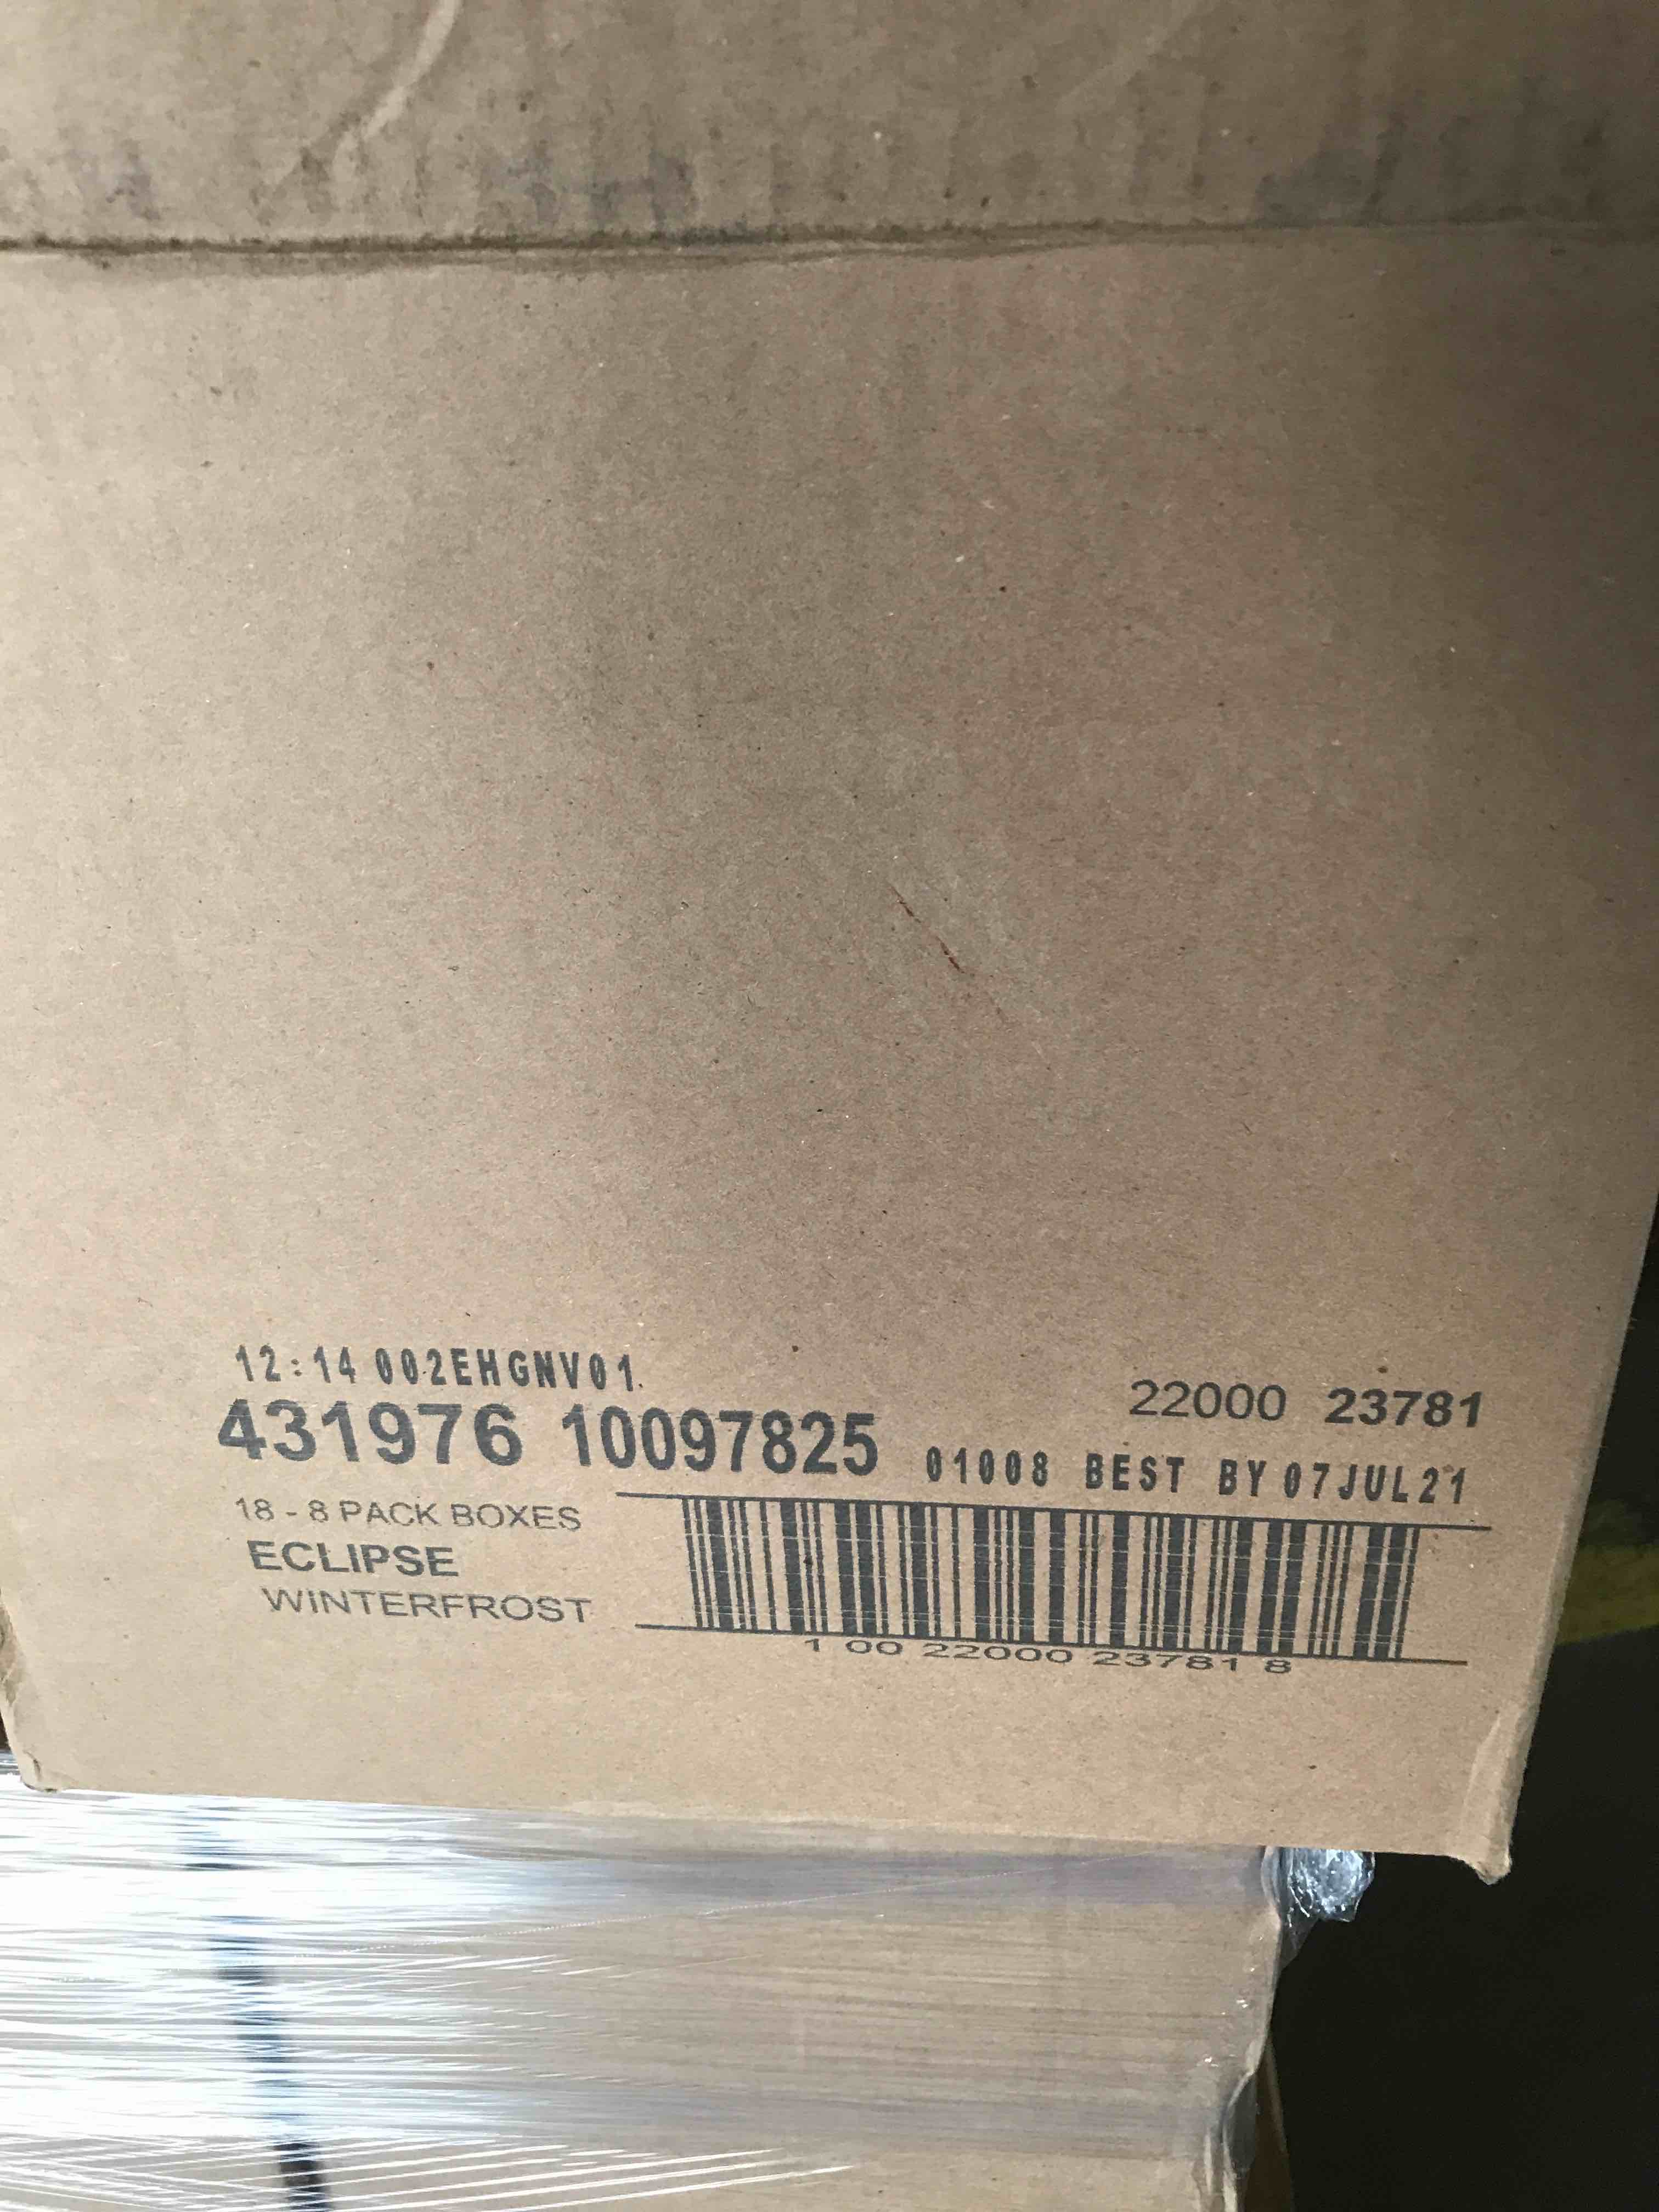 12:14 002EHGNV01
22000 23781
431976 10097825
01008 BEST BY 07JUL21
18 - 8 PACK BOXES
ECLIPSE
WINTERFROST
1 00 22000 23781 8